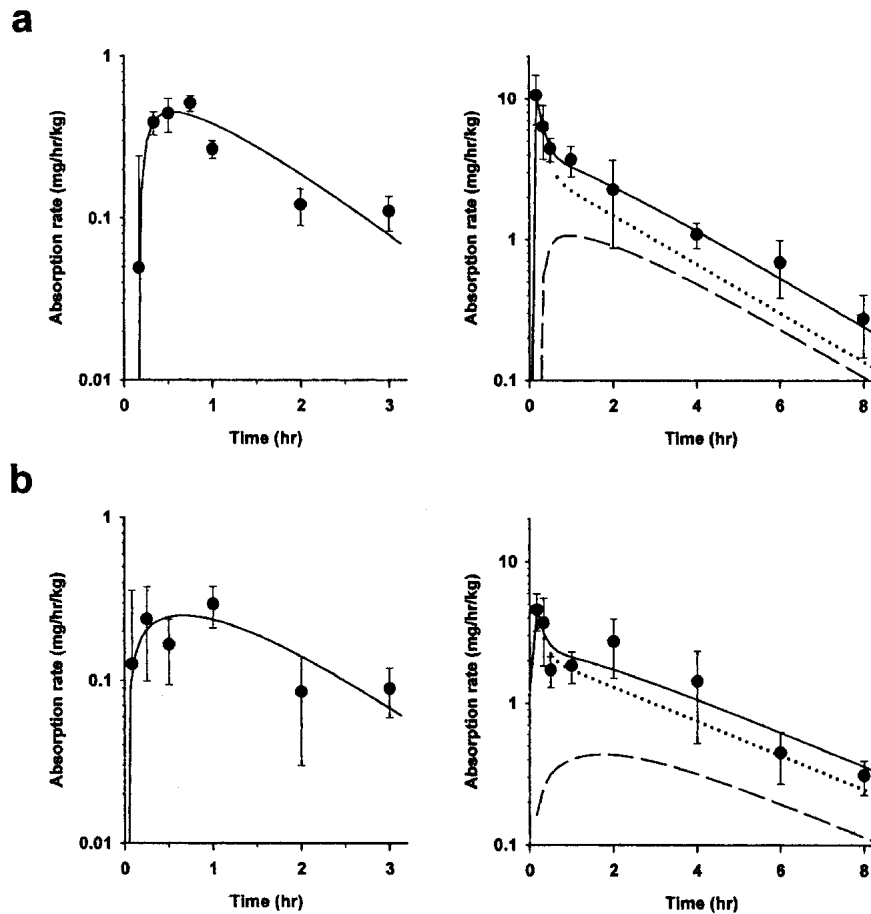 a
Absorption rate (mg/hr/kg)
1
0.1
0.01
0 1 2 3
Time (hr)
Absorption rate (mg/hr/kg)
10
1
0.1
0 2 4 6 8
Time (hr)
b
Absorption rate (mg/hr/kg)
1
0.1
0.01
0 1 2 3
Time (hr)
Absorption rate (mg/hr/kg)
10
1
0.1
0 2 4 6 8
Time (hr)